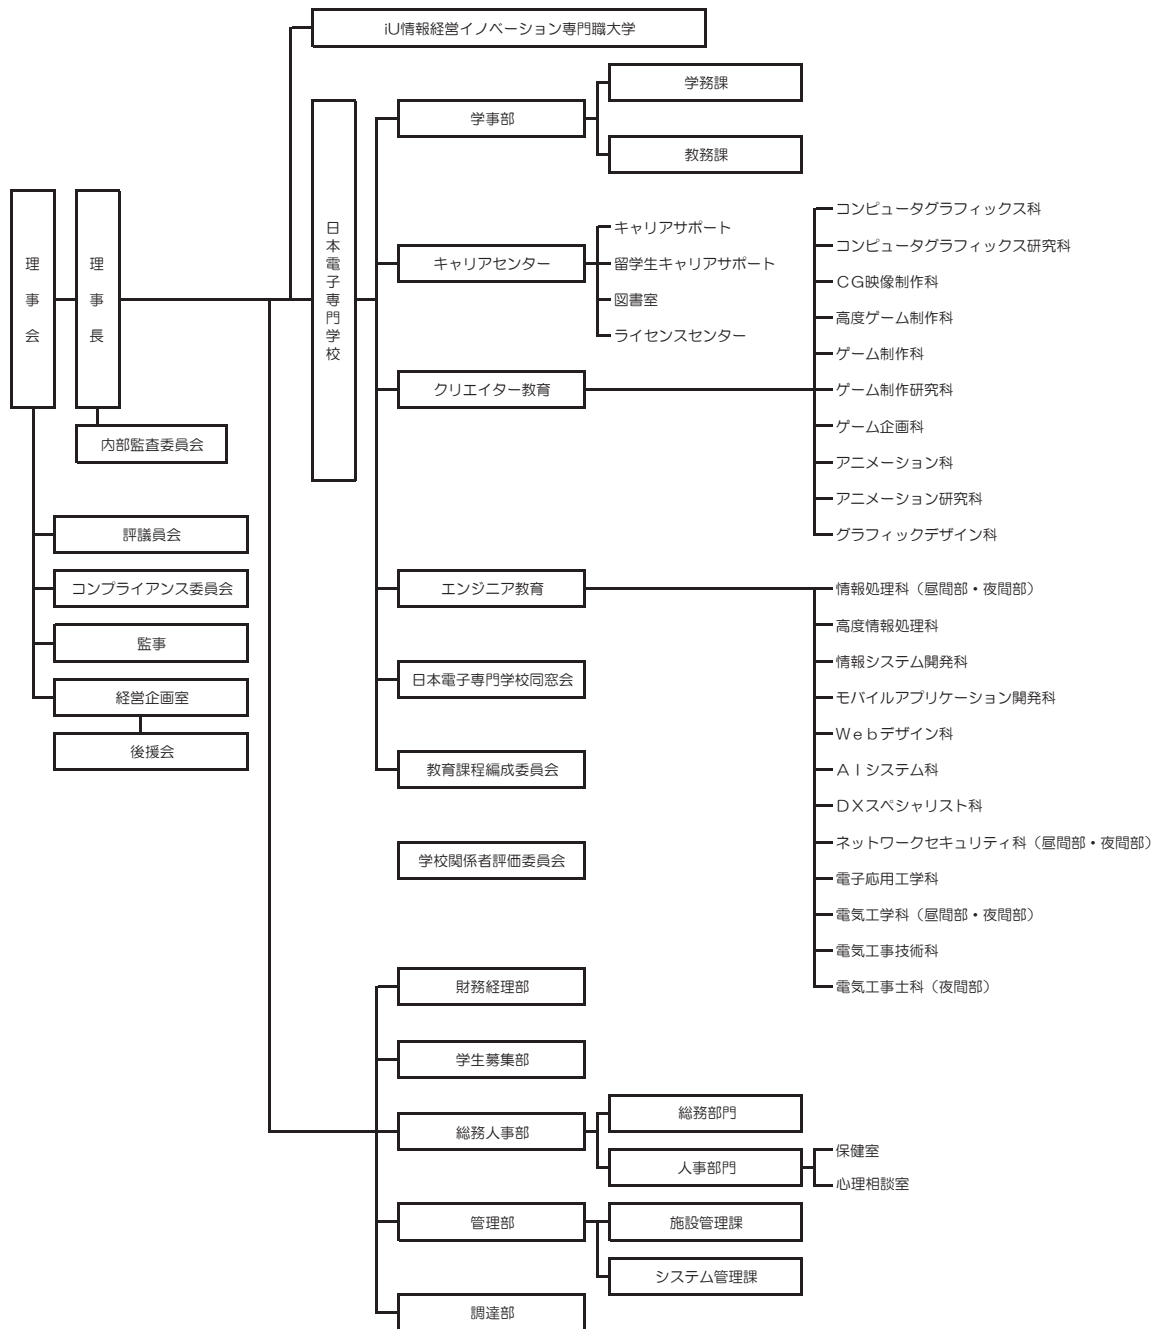 iU情報経営イノベーション専門職大学
学務課
学事部
教務課
理事会
理事長
日本電子専門学校
キャリアサポート
キャリアセンター
留学生キャリアサポート
図書室
ライセンスセンター
コンピュータグラフィックス科
コンピュータグラフィックス研究科
CG映像制作科
高度ゲーム制作科
ゲーム制作科
クリエイター教育
ゲーム制作研究科
ゲーム企画科
アニメーション科
アニメーション研究科
グラフィックデザイン科
内部監査委員会
評議員会
コンプライアンス委員会
監事
経営企画室
後援会
エンジニア教育
情報処理科（昼間部・夜間部）
高度情報処理科
情報システム開発科
モバイルアプリケーション開発科
Ｗｅｂデザイン科
ＡＩシステム科
ＤＸスペシャリスト科
ネットワークセキュリティ科（昼間部・夜間部）
電子応用工学科
電気工学科（昼間部・夜間部）
電気工事技術科
電気工事士科（夜間部）
日本電子専門学校同窓会
教育課程編成委員会
学校関係者評価委員会
財務経理部
学生募集部
総務人事部
総務部門
人事部門
保健室
心理相談室
管理部
施設管理課
システム管理課
調達部